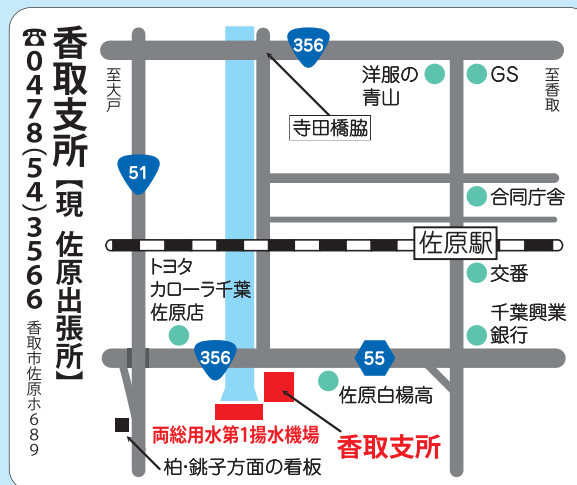 香取支所【現 佐原出張所】
☎0478(54)3566 香取市佐原ホ689
356
至大戸
洋服の
青山
GS
至香取
寺田橋脇
51
合同庁舎
佐原駅
トヨタ
カローラ千葉
佐原店
交番
千葉興業
銀行
356
55
佐原白楊高
両総用水第1揚水機場
香取支所
柏・銚子方面の看板